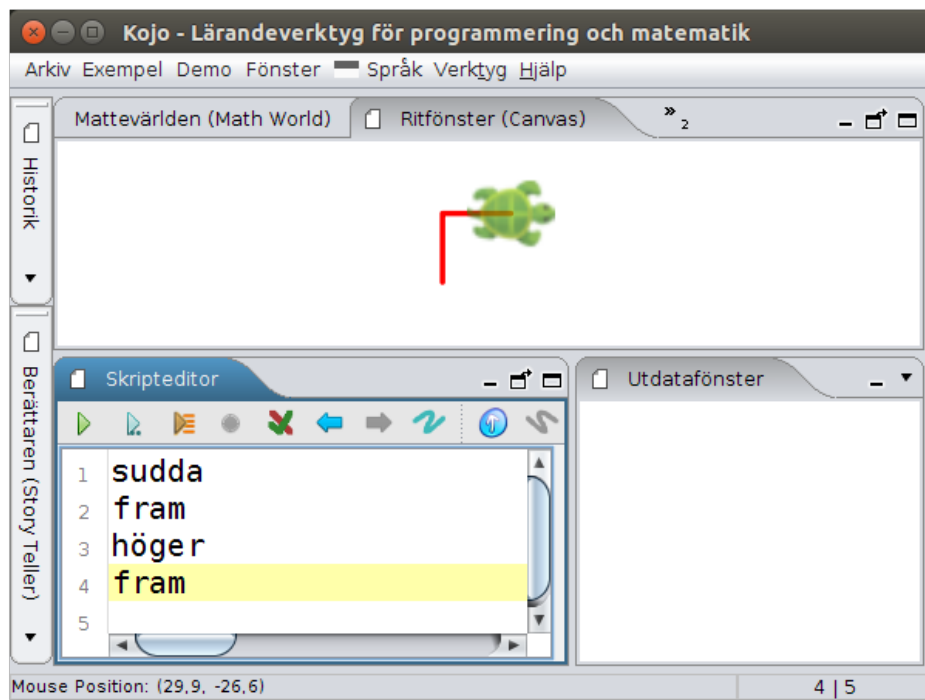 Kojo - Lärandeverktyg för programmering och matematik
Arkiv Exempel Demo Fönster Språk Verktyg Hjälp
Historik
Mattevärlden (Math World) Ritfönster (Canvas) » 2
Berättaren (Story Teller)
Skripteditor
Utdatafönster
1 sudda
2 fram
3 höger
4 fram
5
Mouse Position: (29,9, -26,6) 4 | 5